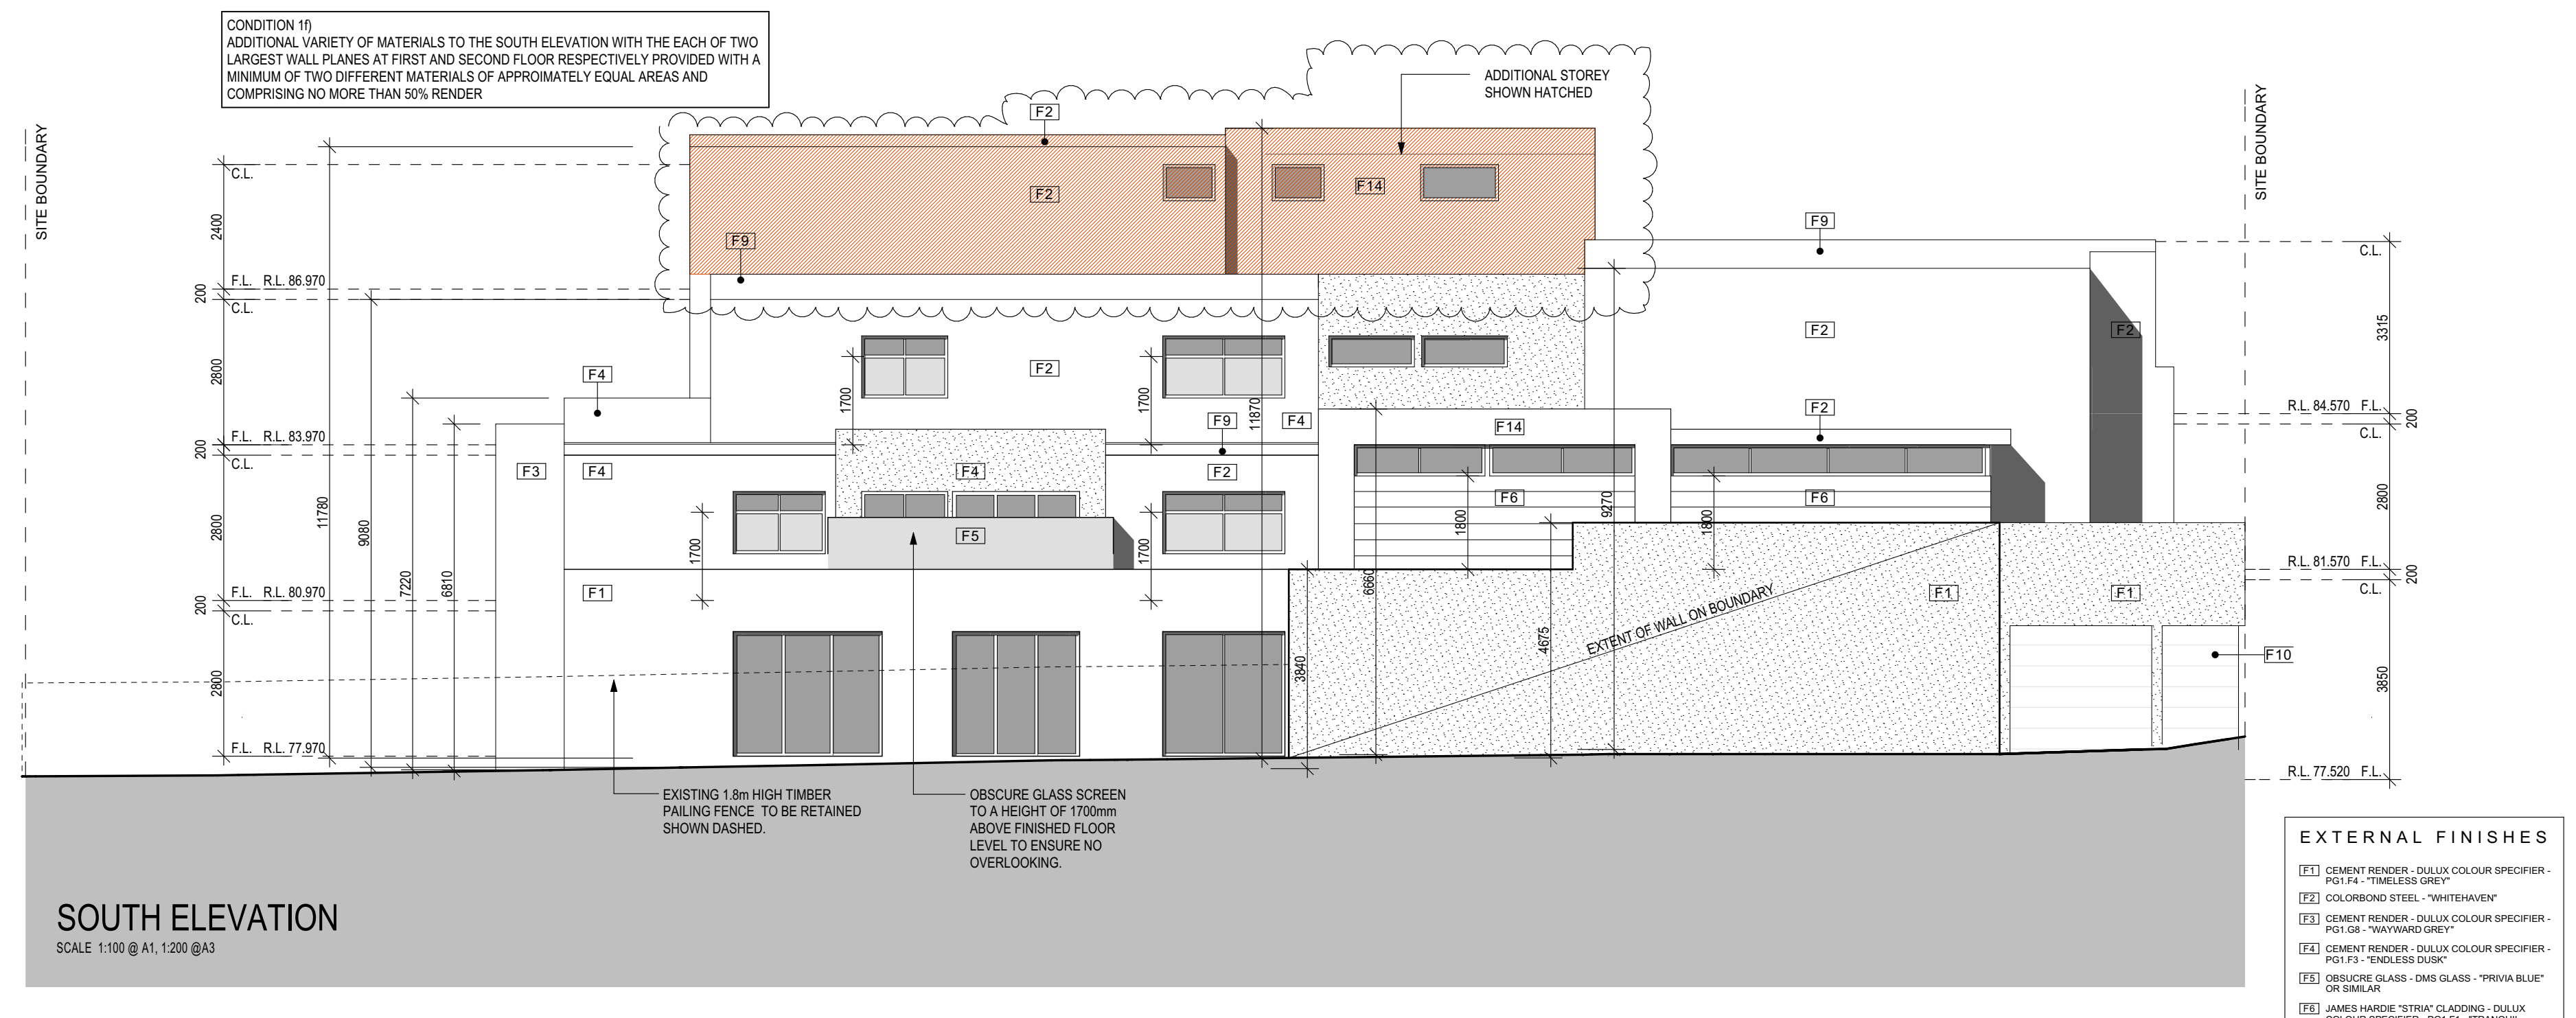 CONDITION 1f)
ADDITIONAL VARIETY OF MATERIALS TO THE SOUTH ELEVATION WITH THE EACH OF TWO
LARGEST WALL PLANES AT FIRST AND SECOND FLOOR RESPECTIVELY PROVIDED WITH A
MINIMUM OF TWO DIFFERENT MATERIALS OF APPROIMATELY EQUAL AREAS AND
COMPRISING NO MORE THAN 50% RENDER
ADDITIONAL STOREY
SHOWN HATCHED
SITE BOUNDARY
SITE BOUNDARY
F2
F2
F14
F9
F9
C.L.
2400
F.L. R.L. 86.970
200
C.L.
2800
F.L. R.L. 83.970
200
C.L.
2800
F.L. R.L. 80.970
200
C.L.
2800
F.L. R.L. 77.970
11780
9080
7220
6810
F4
F3
F4
F1
1700
1700
1700
1700
F2
F4
F5
F9
F2
F4
11870
F14
F6
F6
F2
F2
F2
1800
1800
9270
6660
4675
3840
EXTENT OF WALL ON BOUNDARY
F1
F1
F10
C.L.
3315
R.L. 84.570 F.L.
200
C.L.
2800
R.L. 81.570 F.L.
200
C.L.
3850
R.L. 77.520 F.L.
EXISTING 1.8m HIGH TIMBER
PAILING FENCE TO BE RETAINED
SHOWN DASHED.
OBSCURE GLASS SCREEN
TO A HEIGHT OF 1700mm
ABOVE FINISHED FLOOR
LEVEL TO ENSURE NO
OVERLOOKING.
SOUTH ELEVATION
SCALE 1:100 @ A1, 1:200 @A3
EXTERNAL FINISHES
F1 CEMENT RENDER - DULUX COLOUR SPECIFIER -
PG1.F4 - "TIMELESS GREY"
F2 COLORBOND STEEL - "WHITEHAVEN"
F3 CEMENT RENDER - DULUX COLOUR SPECIFIER -
PG1.G8 - "WAYWARD GREY"
F4 CEMENT RENDER - DULUX COLOUR SPECIFIER -
PG1.F3 - "ENDLESS DUSK"
F5 OBSUCRE GLASS - DMS GLASS - "PRIVIA BLUE"
OR SIMILAR
F6 JAMES HARDIE "STRIA" CLADDING - DULUX